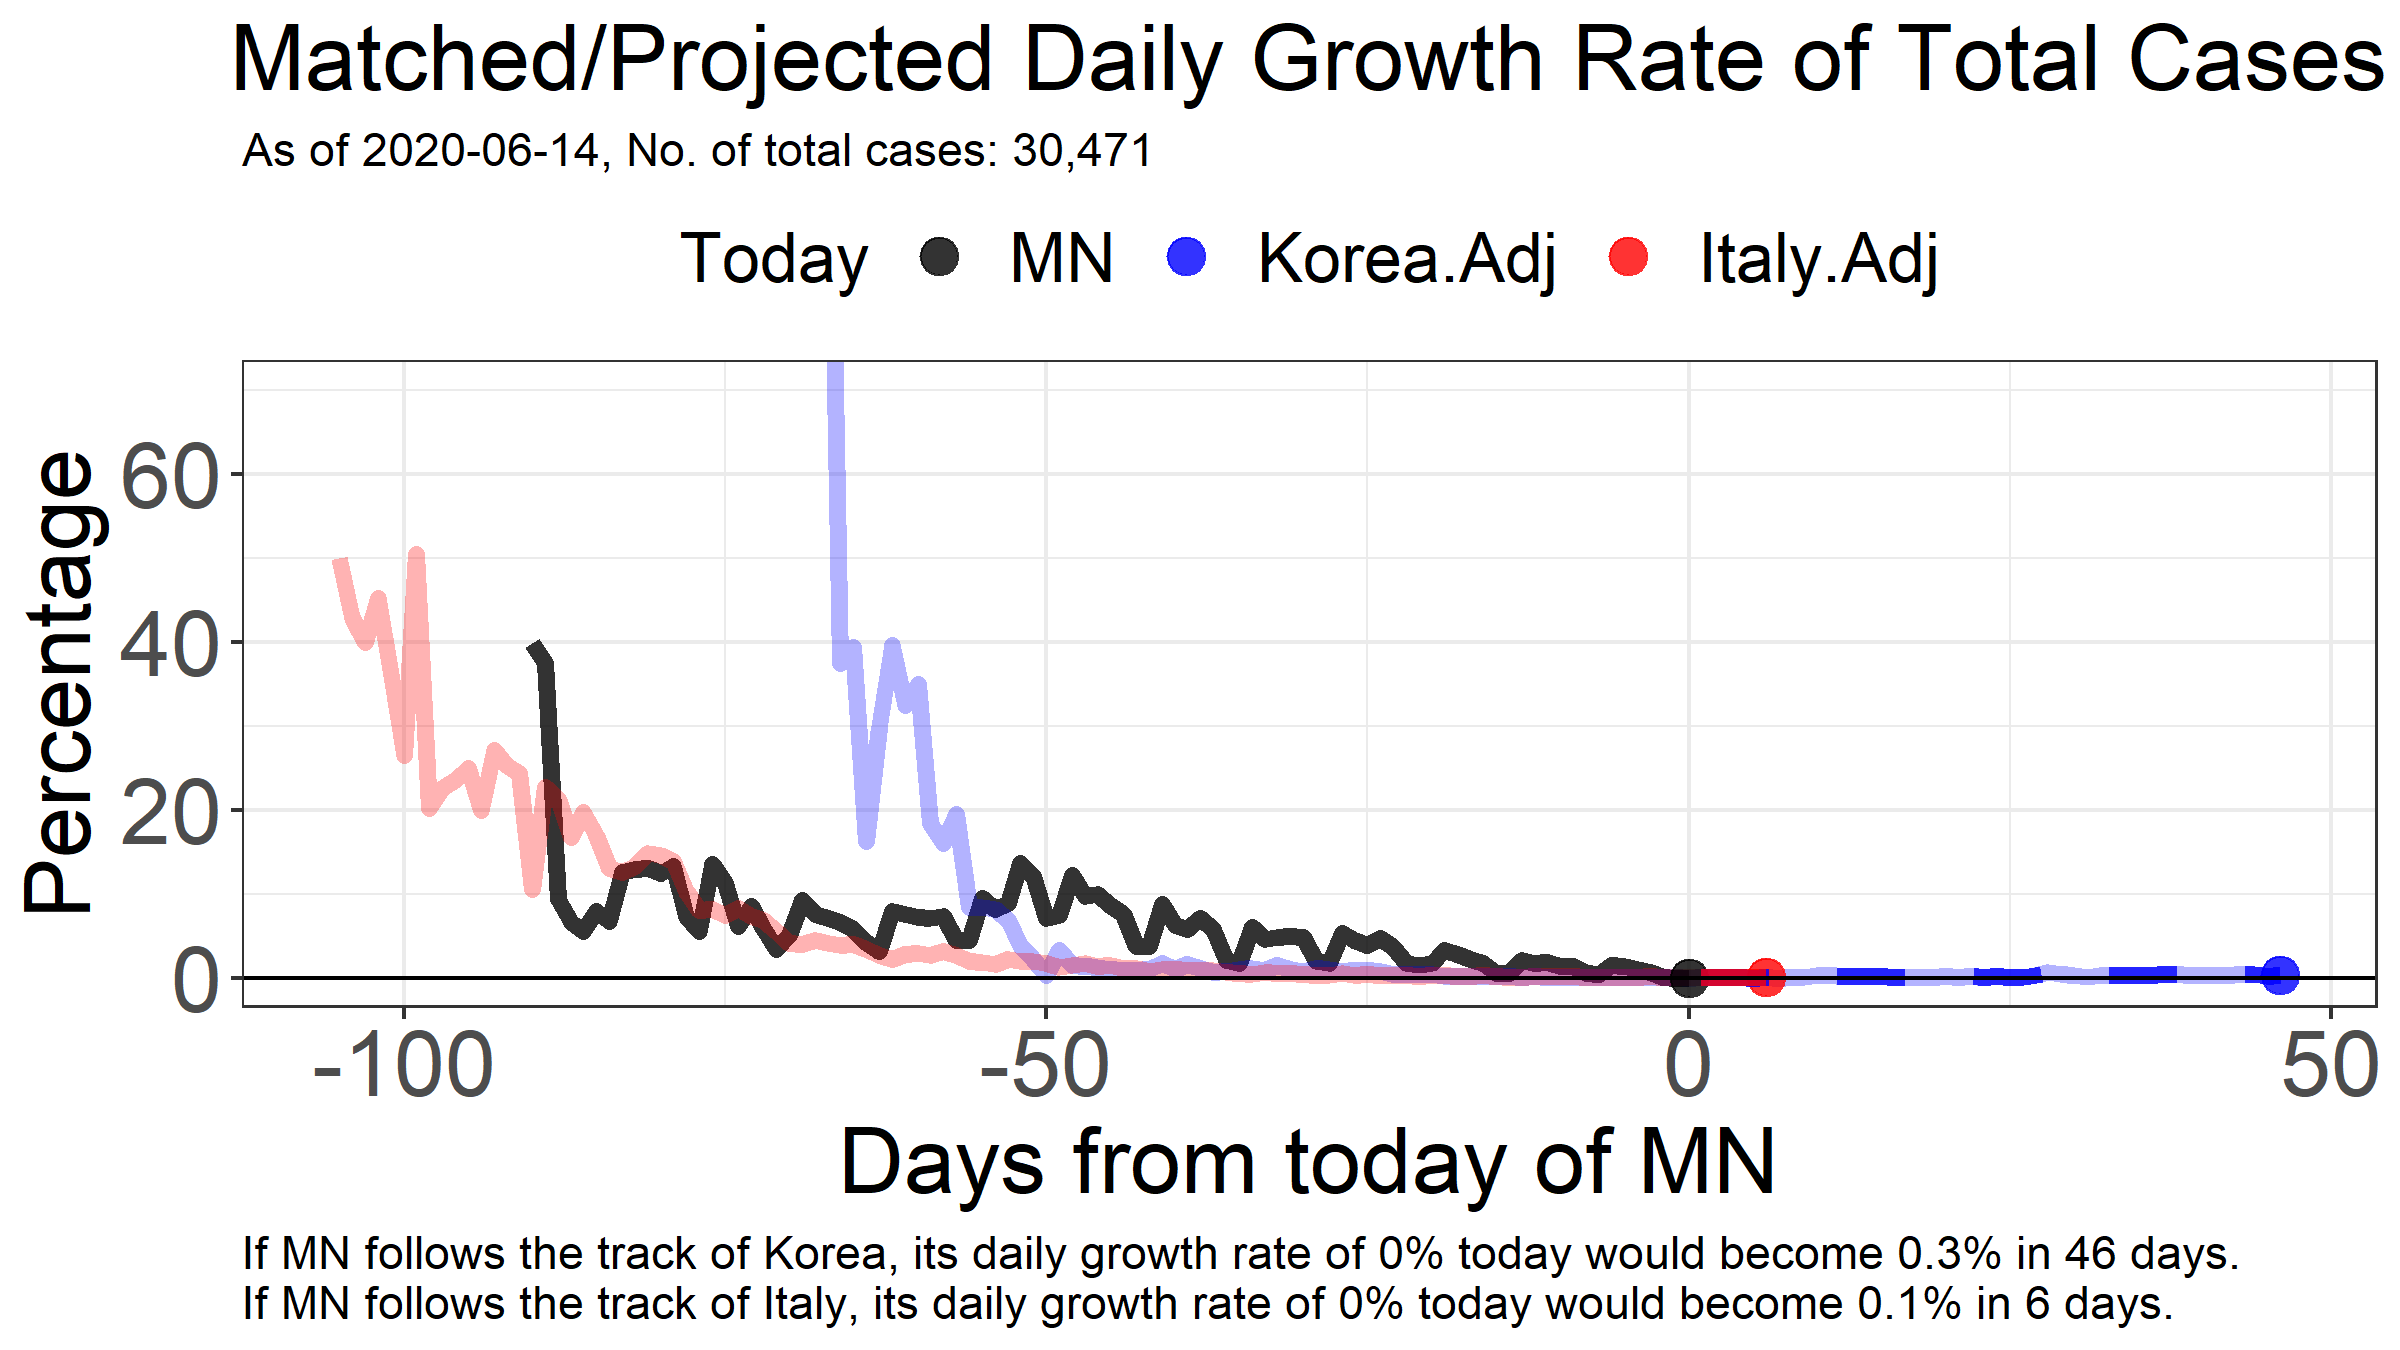 Matched/Projected Daily Growth Rate of Total Cases
As of 2020-06-14, No. of total cases: 30,471
Today MN Korea.Adj Italy.Adj
Percentage
60
40
20
0
-100 -50 0 50
Days from today of MN
If MN follows the track of Korea, its daily growth rate of 0% today would become 0.3% in 46 days.
If MN follows the track of Italy, its daily growth rate of 0% today would become 0.1% in 6 days.